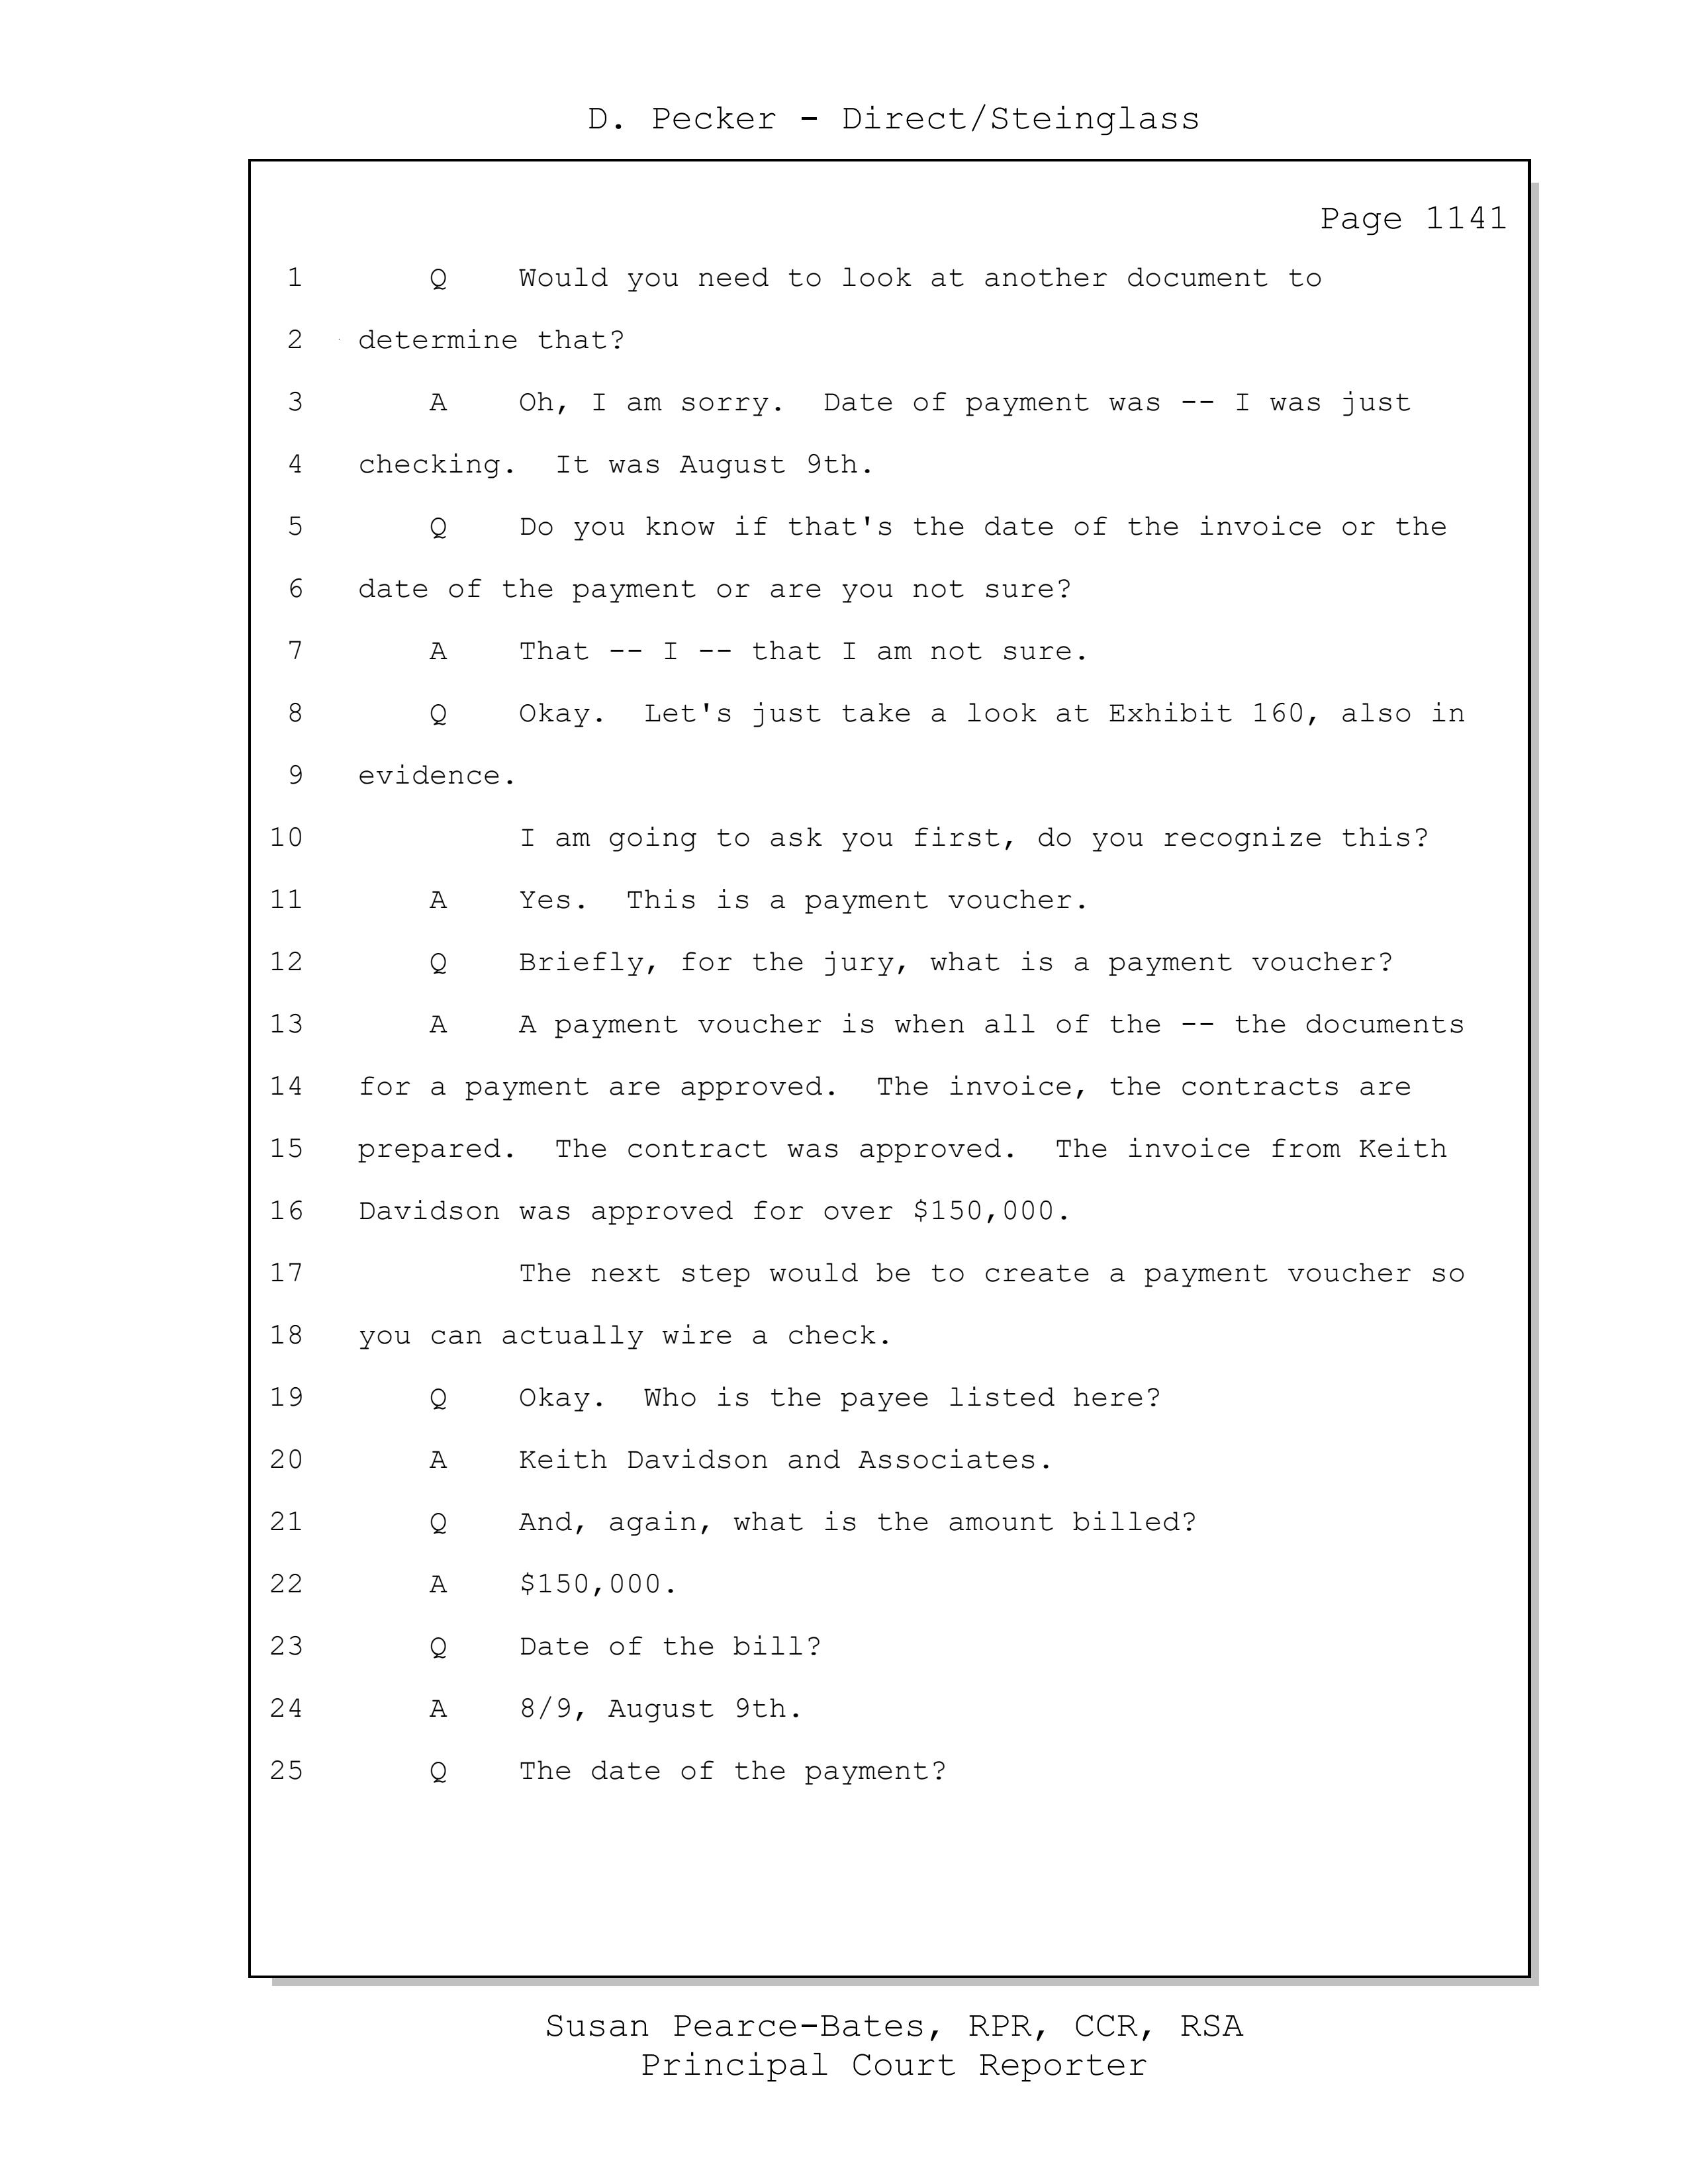 D. Pecker - Direct/Steinglass
Page 1141
1 Q Would you need to look at another document to
2 determine that?
3 A Oh, I am sorry. Date of payment was -- I was just
4 checking. It was August 9th.
5 Q Do you know if that's the date of the invoice or the
6 date of the payment or are you not sure?
7 A That -- I -- that I am not sure.
8 Q Okay. Let's just take a look at Exhibit 160, also in
9 evidence.
10 I am going to ask you first, do you recognize this?
11 A Yes. This is a payment voucher.
12 Q Briefly, for the jury, what is a payment voucher?
13 A A payment voucher is when all of the -- the documents
14 for a payment are approved. The invoice, the contracts are
15 prepared. The contract was approved. The invoice from Keith
16 Davidson was approved for over $150,000.
17 The next step would be to create a payment voucher so
18 you can actually wire a check.
19 Q Okay. Who is the payee listed here?
20 A Keith Davidson and Associates.
21 Q And, again, what is the amount billed?
22 A $150,000.
23 Q Date of the bill?
24 A 8/9, August 9th.
25 Q The date of the payment?
Susan Pearce-Bates, RPR, CCR, RSA
Principal Court Reporter